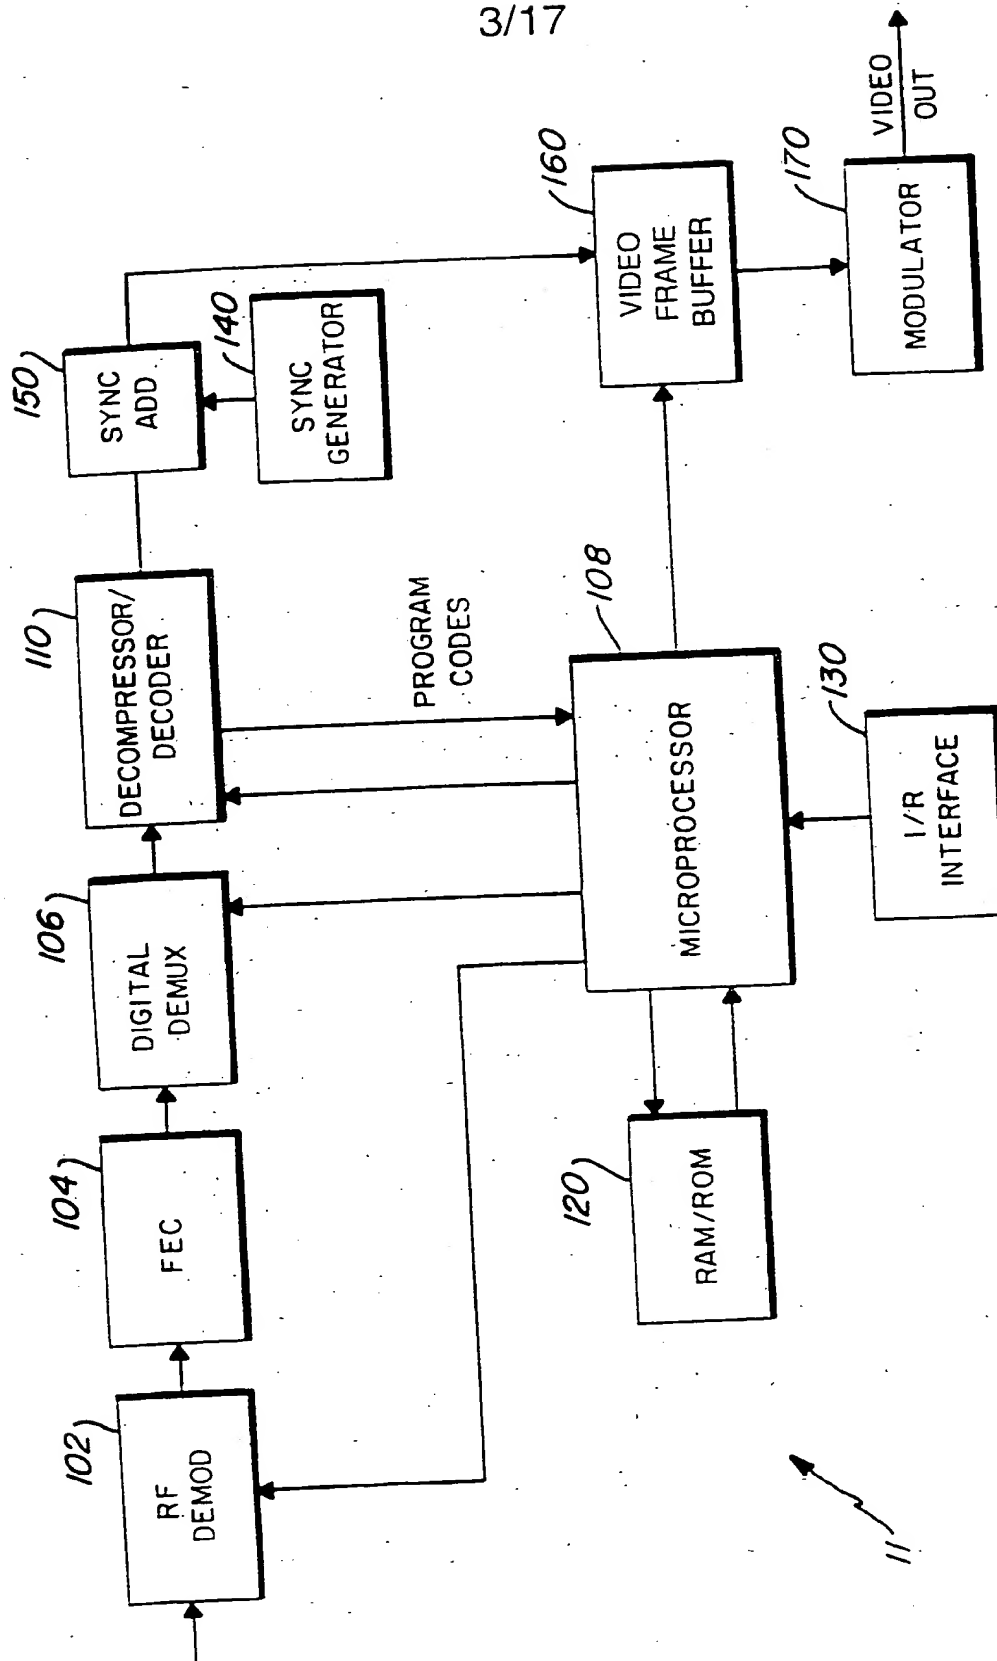 3/17
102
RF
DEMOD
104
FEC
106
DIGITAL
DEMUX
110
DECOMPRESSOR/
DECODER
150
SYNC
ADD
140
SYNC
GENERATOR
PROGRAM
CODES
120
RAM/ROM
108
MICROPROCESSOR
130
I/R
INTERFACE
160
VIDEO
FRAME
BUFFER
170
MODULATOR
VIDEO
OUT
11